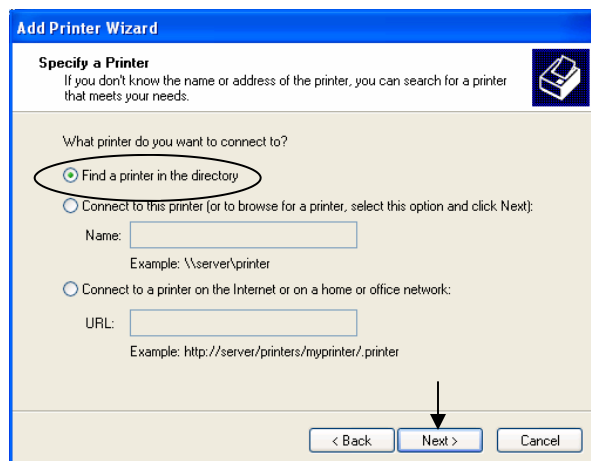 Add Printer Wizard
Specify a Printer
If you don't know the name or address of the printer, you can search for a printer
that meets your needs.
What printer do you want to connect to?
Find a printer in the directory
Connect to this printer (or to browse for a printer, select this option and click Next):
Name:
Example: \\server\printer
Connect to a printer on the Internet or on a home or office network:
URL:
Example: http://server/printers/myprinter/.printer
< Back
Next >
Cancel